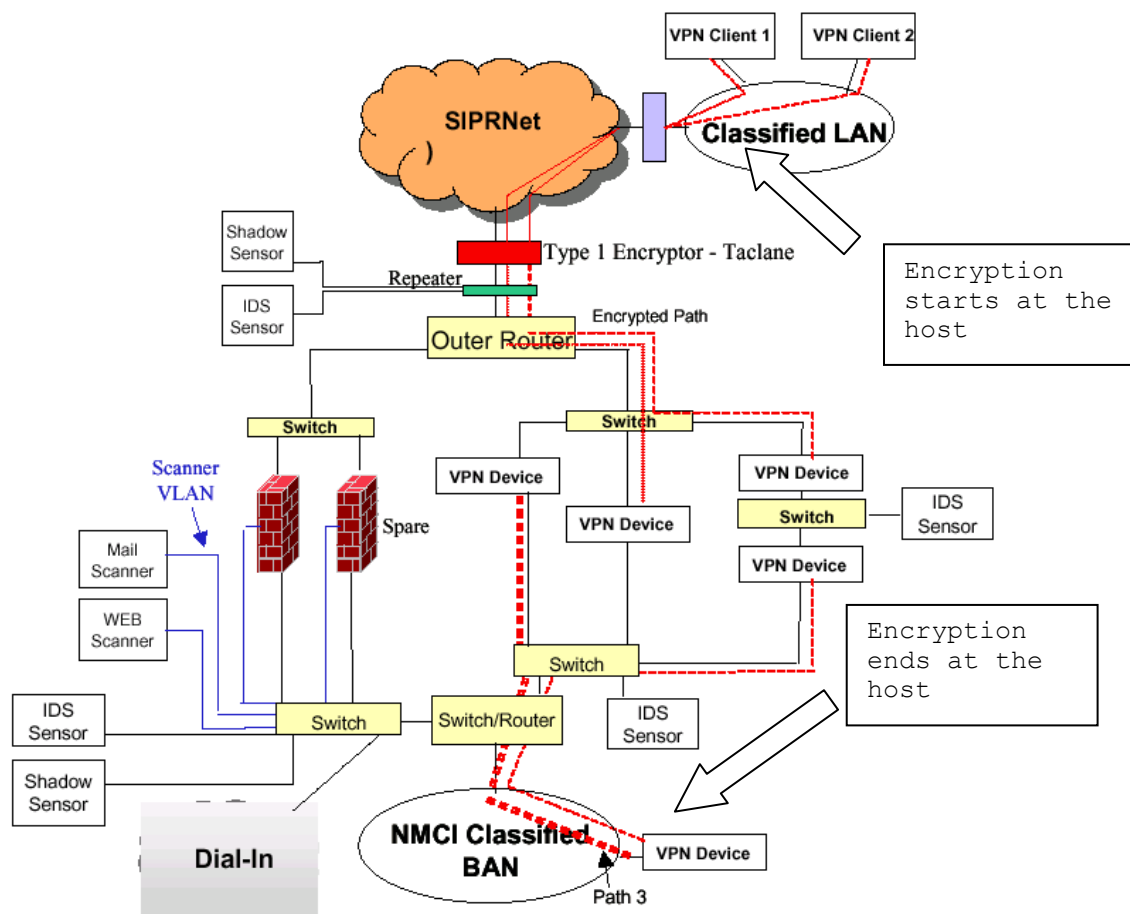 VPN Client 1
VPN Client 2
SIPRNet
)
Classified LAN
Encryption
starts at the
host
Shadow
Sensor
Type 1 Encryptor - Taclane
Repeater
IDS
Sensor
Encrypted Path
Outer Router
Switch
Switch
Scanner
VLAN
VPN Device
VPN Device
Spare
VPN Device
Switch
IDS
Sensor
Mail
Scanner
VPN Device
WEB
Scanner
Encryption
ends at the
host
Switch
IDS
Sensor
Switch
Switch/Router
IDS
Sensor
Shadow
Sensor
NMCI Classified
BAN
VPN Device
Dial-In
Path 3